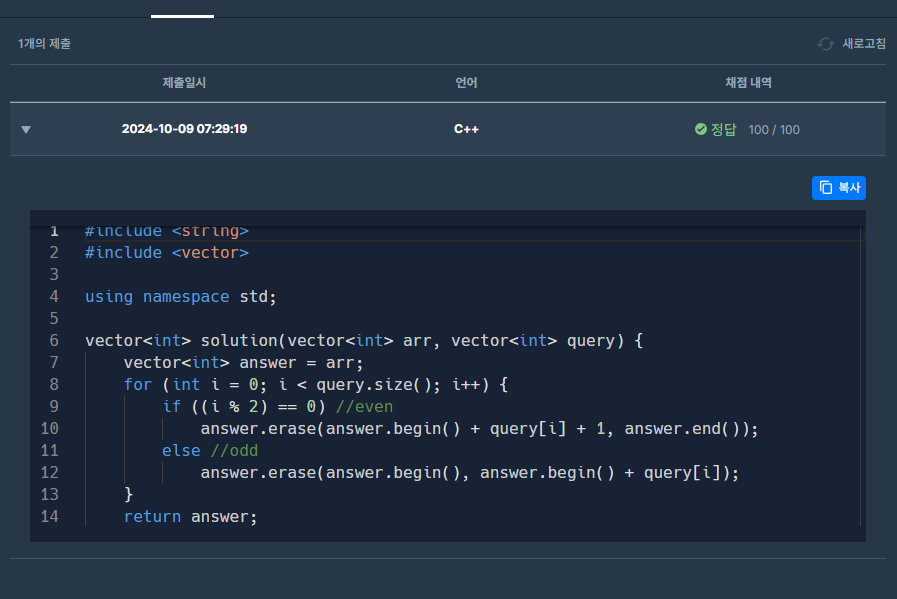 1개의 제출
새로고침
제출일시 언어 채점 내역
▼ 2024-10-09 07:29:19 C++ 정답 100 / 100
복사
1 #include <string>
2 #include <vector>
3
4 using namespace std;
5
6 vector<int> solution(vector<int> arr, vector<int> query) {
7     vector<int> answer = arr;
8     for (int i = 0; i < query.size(); i++) {
9         if ((i % 2) == 0) //even
10             answer.erase(answer.begin() + query[i] + 1, answer.end());
11         else //odd
12             answer.erase(answer.begin(), answer.begin() + query[i]);
13     }
14     return answer;